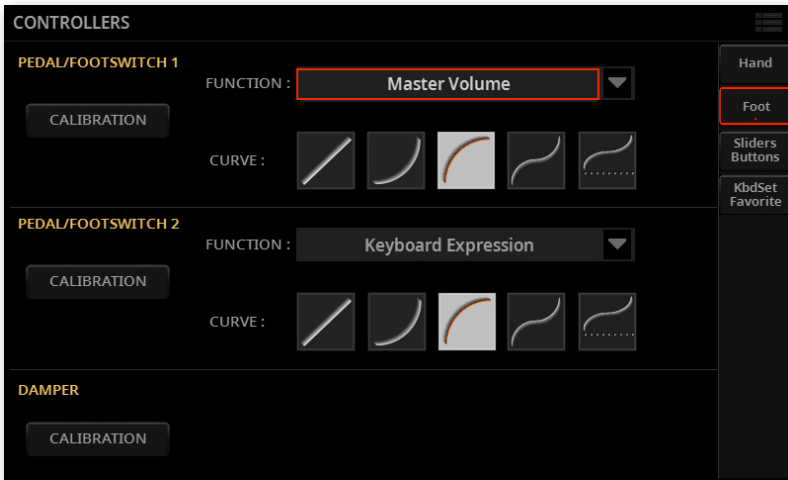 CONTROLLERS
PEDAL/FOOTSWITCH 1
FUNCTION :
Master Volume
CALIBRATION
CURVE :
PEDAL/FOOTSWITCH 2
FUNCTION :
Keyboard Expression
CALIBRATION
CURVE :
DAMPER
CALIBRATION
Hand
Foot
Sliders
Buttons
KbdSet
Favorite